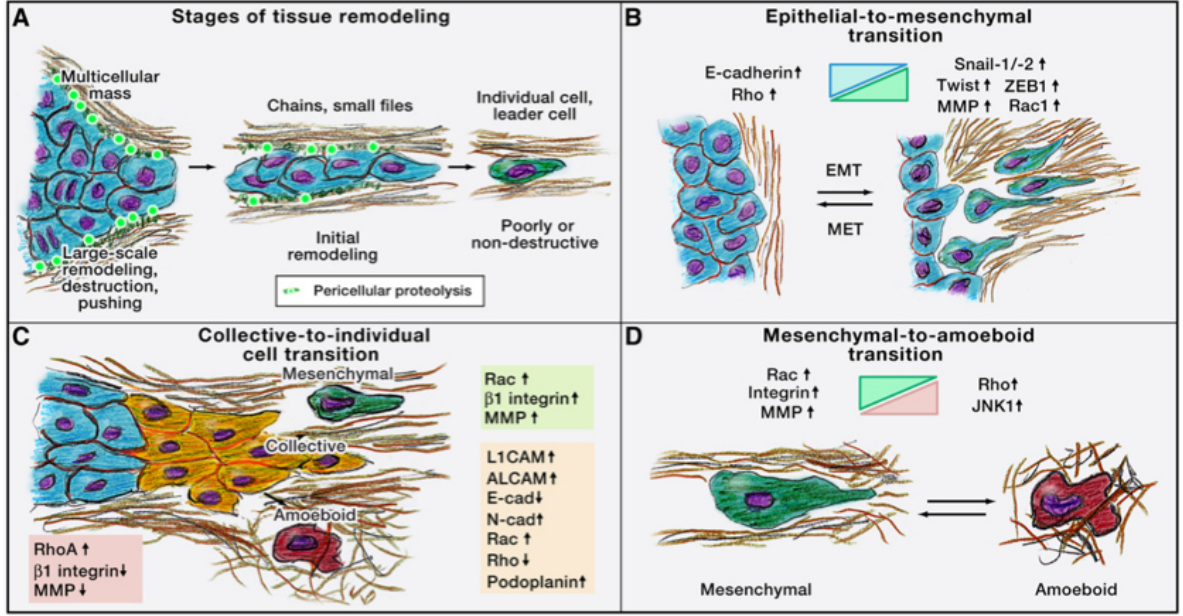 A
Stages of tissue remodeling
Multicellular
mass
Chains, small files
Individual cell,
leader cell
Large-scale
remodeling,
destruction,
pushing
Initial
remodeling
Poorly or
non-destructive
Pericellular proteolysis
B
Epithelial-to-mesenchymal
transition
E-cadherin↑
Rho ↑
Snail-1/-2 ↑
Twist ↑ ZEB1 ↑
MMP ↑ Rac1 ↑
EMT
MET
C
Collective-to-individual
cell transition
Mesenchymal
Collective
Amoeboid
Rac ↑
β1 integrin↑
MMP ↑
L1CAM↑
ALCAM↑
E-cad↓
N-cad↑
Rac ↑
Rho ↓
Podoplanin↑
RhoA ↑
β1 integrin↓
MMP ↓
D
Mesenchymal-to-amoeboid
transition
Rac ↑
Integrin↑
MMP ↑
Rho↑
JNK1↑
Mesenchymal
Amoeboid